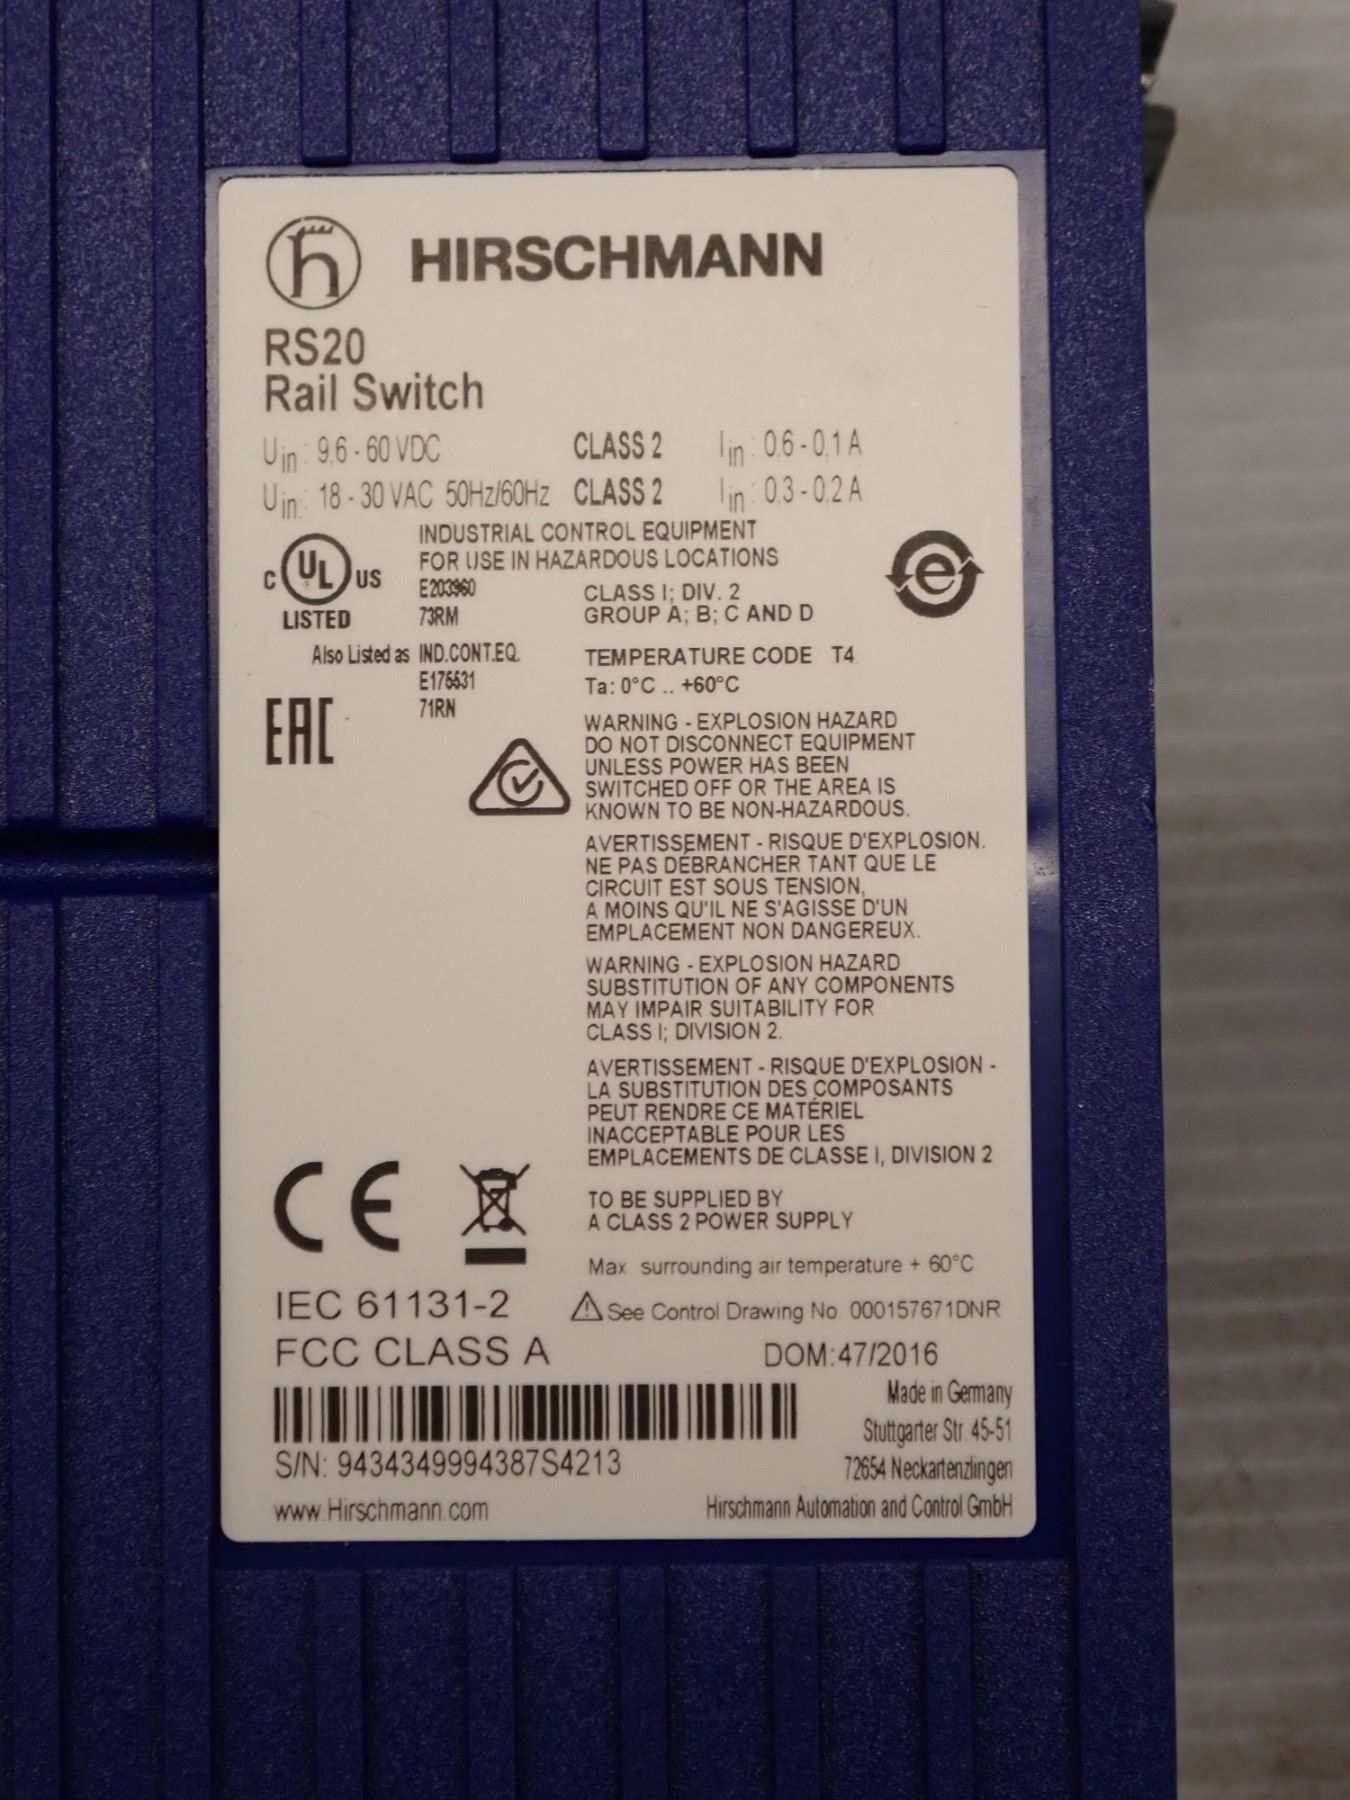 HIRSCHMANN
RS20
Rail Switch
Uin: 9,6 - 60 VDC CLASS 2 Iin: 0,6 - 0,1 A
Uin: 18 - 30 VAC 50Hz/60Hz CLASS 2 Iin: 0,3 - 0,2 A
INDUSTRIAL CONTROL EQUIPMENT
FOR USE IN HAZARDOUS LOCATIONS
C UL US
LISTED
E203960
73RM
CLASS I; DIV. 2
GROUP A; B; C AND D
e
Also Listed as IND.CONT.EQ.
E175531
71RN
TEMPERATURE CODE T4
Ta: 0°C .. +60°C
EAC
WARNING - EXPLOSION HAZARD
DO NOT DISCONNECT EQUIPMENT
UNLESS POWER HAS BEEN
SWITCHED OFF OR THE AREA IS
KNOWN TO BE NON-HAZARDOUS.
AVERTISSEMENT - RISQUE D'EXPLOSION.
NE PAS DÉBRANCHER TANT QUE LE
CIRCUIT EST SOUS TENSION,
A MOINS QU'IL NE S'AGISSE D'UN
EMPLACEMENT NON DANGEREUX.
WARNING - EXPLOSION HAZARD
SUBSTITUTION OF ANY COMPONENTS
MAY IMPAIR SUITABILITY FOR
CLASS I; DIVISION 2.
AVERTISSEMENT - RISQUE D'EXPLOSION -
LA SUBSTITUTION DES COMPOSANTS
PEUT RENDRE CE MATÉRIEL
INACCEPTABLE POUR LES
EMPLACEMENTS DE CLASSE I, DIVISION 2
TO BE SUPPLIED BY
A CLASS 2 POWER SUPPLY
Max. surrounding air temperature + 60°C
CE
IEC 61131-2
See Control Drawing No. 000157671DNR
FCC CLASS A
DOM:47/2016
Made in Germany
Stuttgarter Str. 45-51
72654 Neckartenzlingen
Hirschmann Automation and Control GmbH
S/N: 9434349994387S4213
www.Hirschmann.com